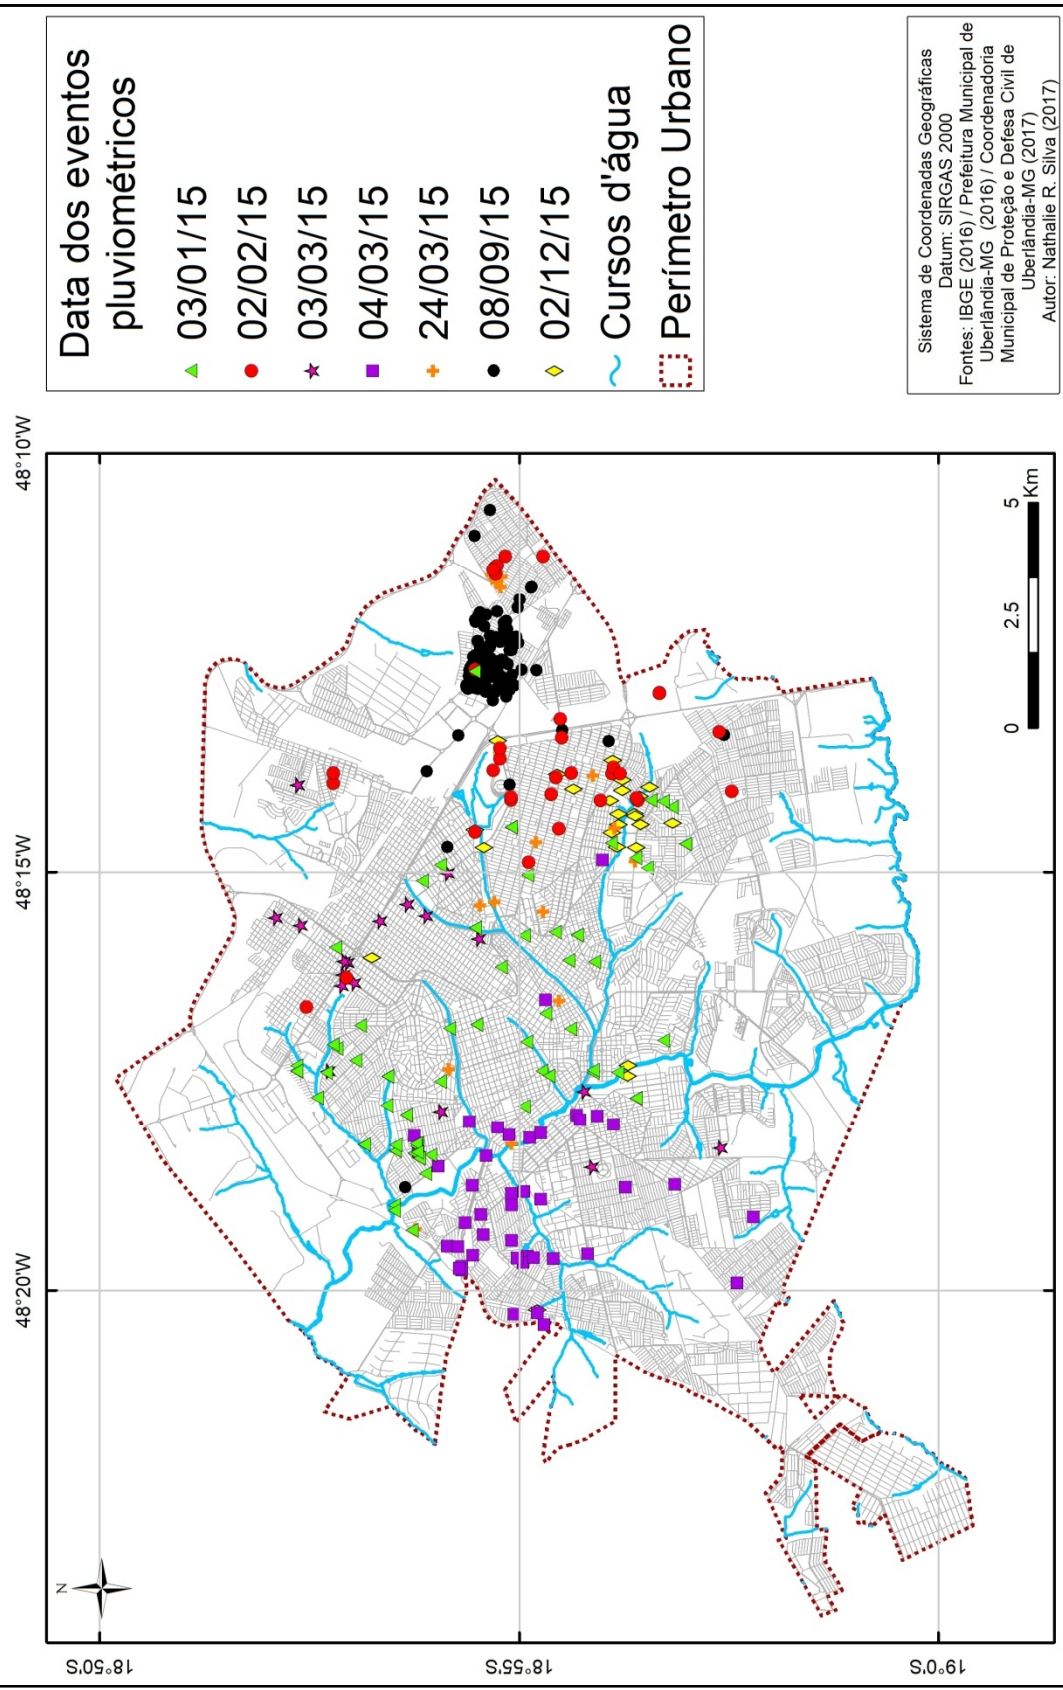 Data dos eventos
pluviométricos
03/01/15
02/02/15
03/03/15
04/03/15
24/03/15
08/09/15
02/12/15
Cursos d'água
Perímetro Urbano
48°20'W
48°15'W
48°10'W
18°50'S
18°55'S
19°0'S
N
0
2.5
5
Km
Sistema de Coordenadas Geográficas
Datum: SIRGAS 2000
Fontes: IBGE (2016) / Prefeitura Municipal de
Uberlândia-MG (2016) / Coordenadoria
Municipal de Proteção e Defesa Civil de
Uberlândia-MG (2017)
Autor: Nathalie R. Silva (2017)